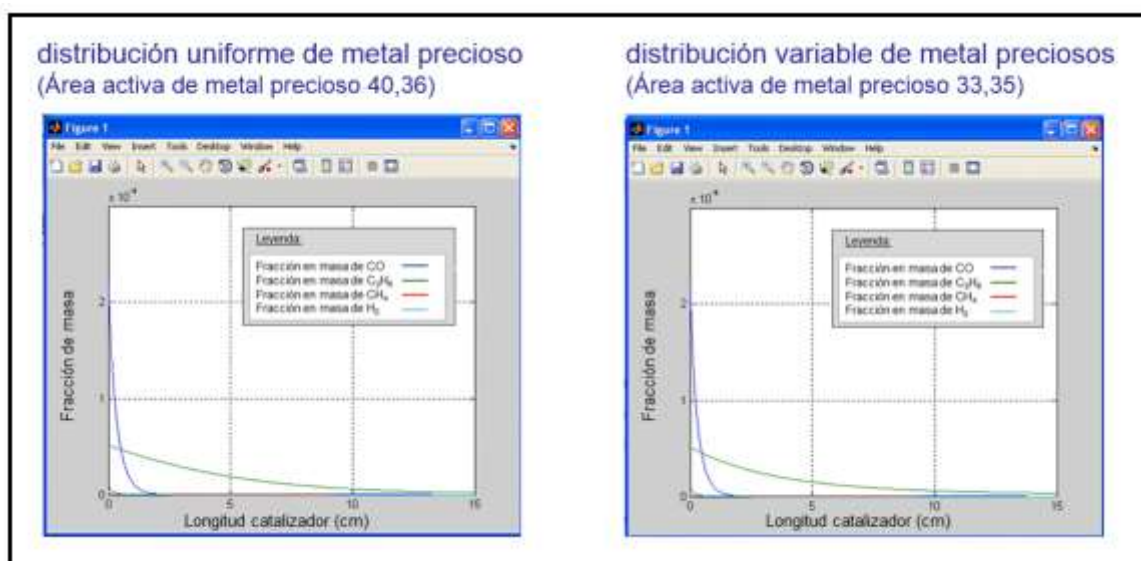 distribución uniforme de metal precioso
(Área activa de metal precioso 40,36)
Figure 1
File Edit View Insert Tools Desktop Window Help
x 10⁻⁴
Leyenda:
Fracción en masa de CO
Fracción en masa de C₃H₆
Fracción en masa de CH₄
Fracción en masa de H₂
Fracción de masa
2
1
0
0 5 10 15
Longitud catalizador (cm)
distribución variable de metal preciosos
(Área activa de metal precioso 33,35)
Figure 1
File Edit View Insert Tools Desktop Window Help
x 10⁻⁴
Leyenda:
Fracción en masa de CO
Fracción en masa de C₃H₆
Fracción en masa de CH₄
Fracción en masa de H₂
Fracción de masa
2
1
0
0 5 10 15
Longitud catalizador (cm)